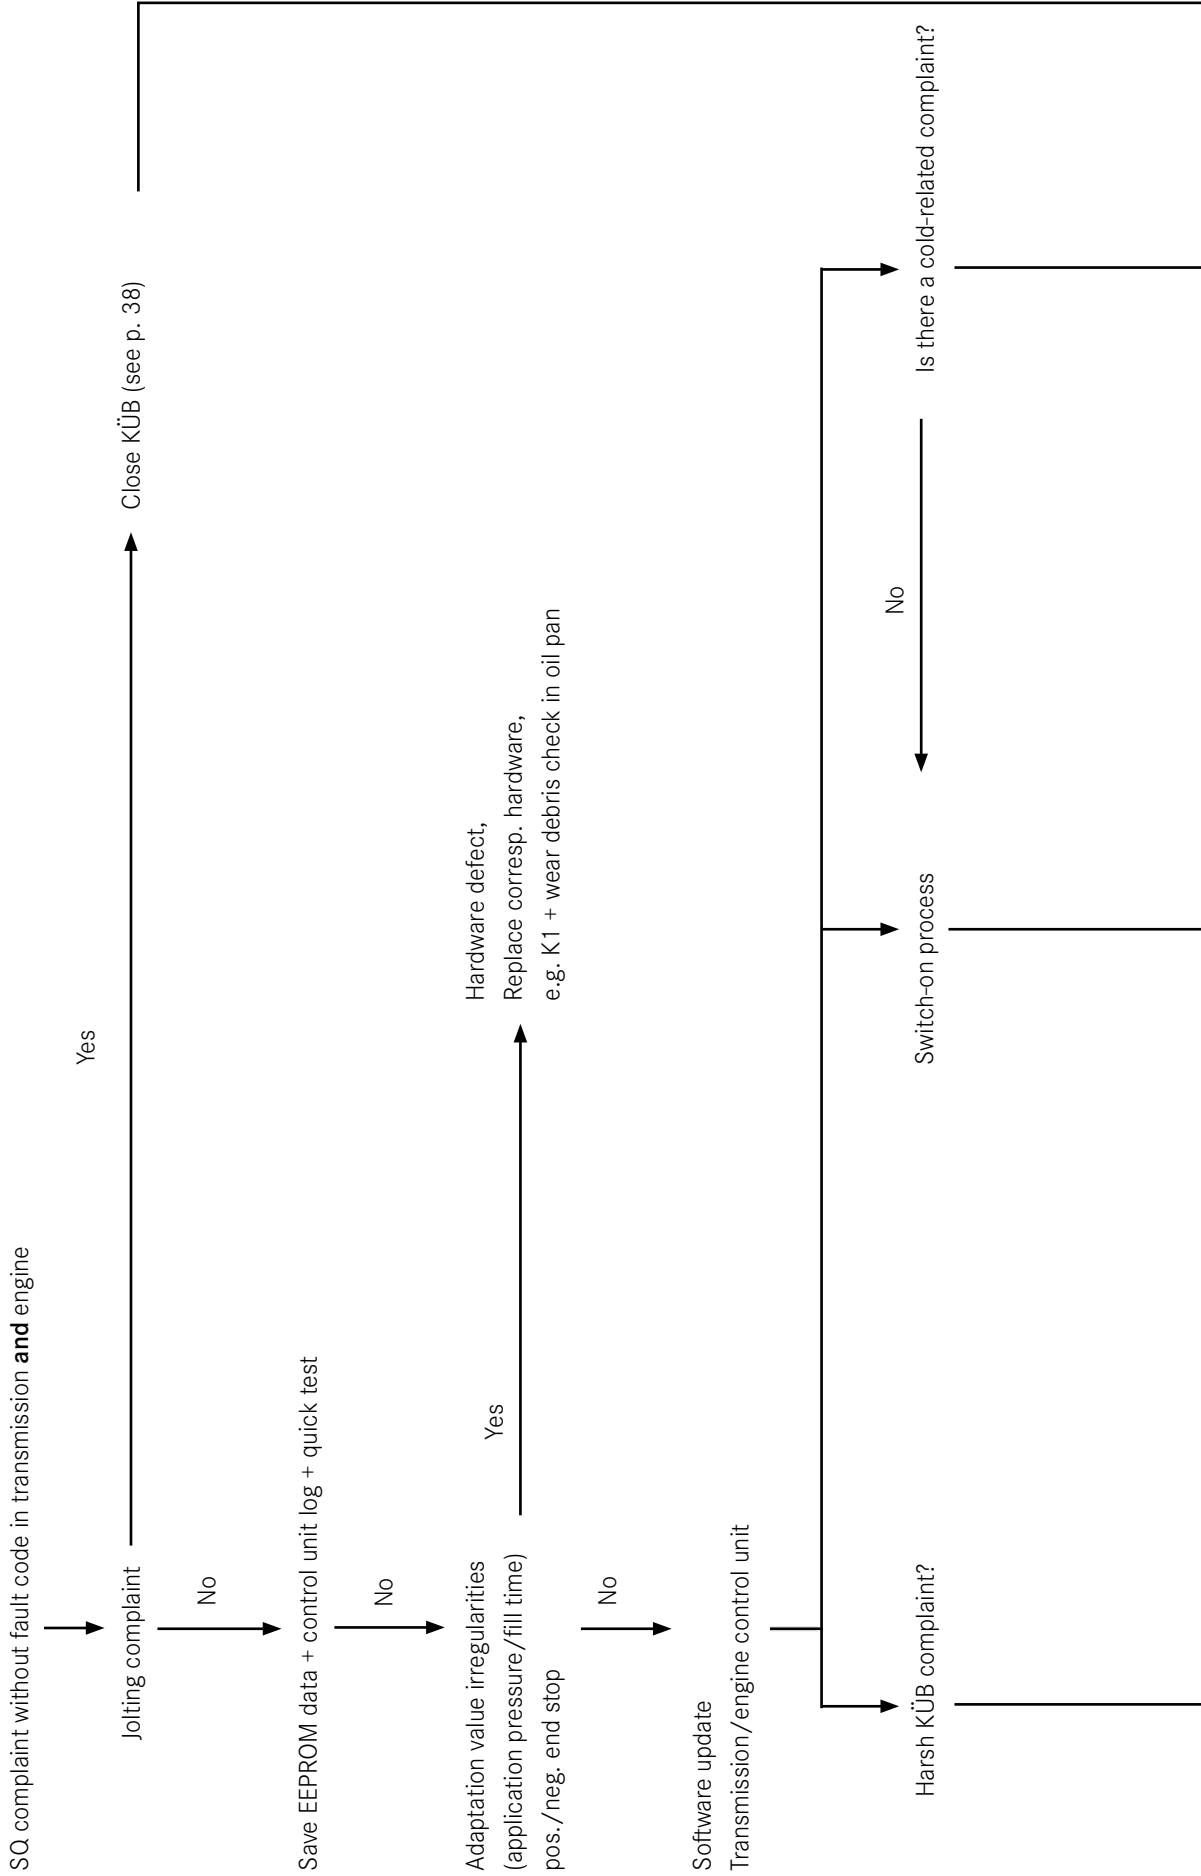 SQ complaint without fault code in transmission and engine
Jolting complaint
Yes
Close KÜB (see p. 38)
No
Save EEPROM data + control unit log + quick test
No
Adaptation value irregularities
(application pressure/fill time)
pos./neg. end stop
Yes
Hardware defect,
Replace corresp. hardware,
e.g. K1 + wear debris check in oil pan
No
Software update
Transmission/engine control unit
Harsh KÜB complaint?
Switch-on process
No
Is there a cold-related complaint?